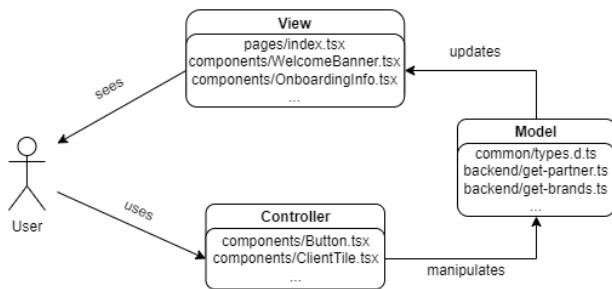 View
pages/index.tsx
components/WelcomeBanner.tsx
components/OnboardingInfo.tsx
...
updates
sees
Model
common/types.d.ts
backend/get-partner.ts
backend/get-brands.ts
...
User
uses
Controller
components/Button.tsx
components/ClientTile.tsx
...
manipulates